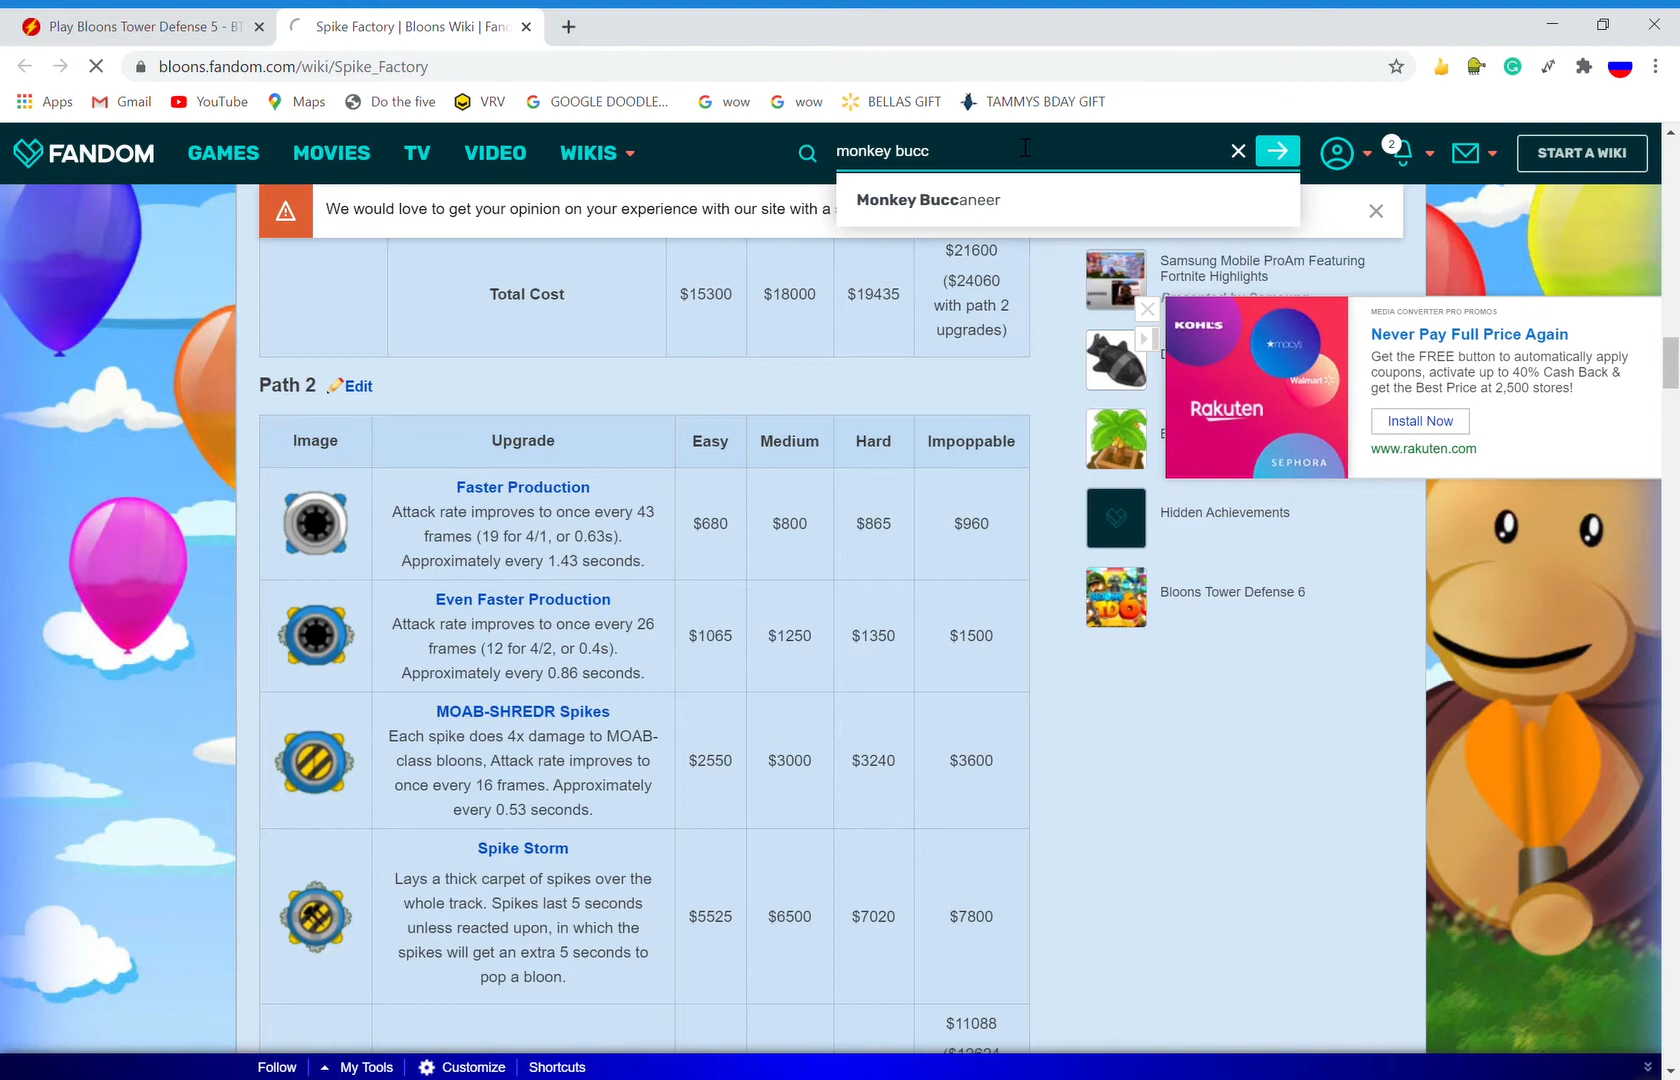 Play Bloons Tower Defense 5 - BT
Spike Factory | Bloons Wiki | Fand
bloons.fandom.com/wiki/Spike_Factory
Apps
Gmail
YouTube
Maps
Do the five
VRV
GOOGLE DOODLE...
wow
wow
BELLAS GIFT
TAMMYS BDAY GIFT
FANDOM
GAMES
MOVIES
TV
VIDEO
WIKIS
monkey bucc
2
START A WIKI
Monkey Buccaneer
We would love to get your opinion on your experience with our site with a
Total Cost
$15300
$18000
$19435
$21600
($24060
with path 2
upgrades)
Path 2
Edit
Image
Upgrade
Easy
Medium
Hard
Impoppable
Faster Production
Attack rate improves to once every 43
frames (19 for 4/1, or 0.63s).
Approximately every 1.43 seconds.
$680
$800
$865
$960
Even Faster Production
Attack rate improves to once every 26
frames (12 for 4/2, or 0.4s).
Approximately every 0.86 seconds.
$1065
$1250
$1350
$1500
MOAB-SHREDR Spikes
Each spike does 4x damage to MOAB-
class bloons, Attack rate improves to
once every 16 frames. Approximately
every 0.53 seconds.
$2550
$3000
$3240
$3600
Spike Storm
Lays a thick carpet of spikes over the
whole track. Spikes last 5 seconds
unless reacted upon, in which the
spikes will get an extra 5 seconds to
pop a bloon.
$5525
$6500
$7020
$7800
$11088
Samsung Mobile ProAm Featuring
Fortnite Highlights
Hidden Achievements
Bloons Tower Defense 6
KOHL'S
macys
Walmart
Rakuten
SEPHORA
MEDIA CONVERTER PRO PROMOS
Never Pay Full Price Again
Get the FREE button to automatically apply
coupons, activate up to 40% Cash Back &
get the Best Price at 2,500 stores!
Install Now
www.rakuten.com
Follow
My Tools
Customize
Shortcuts